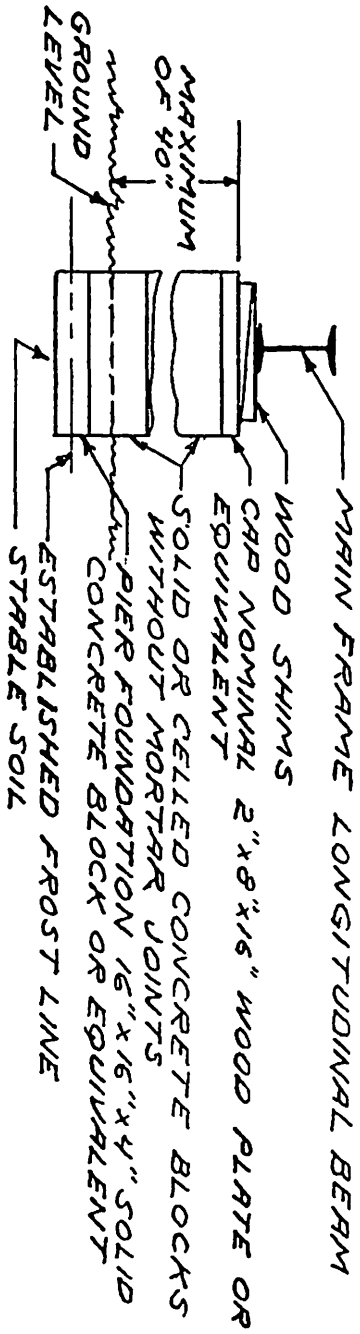 MAXIMUM
OF 40"
GROUND
LEVEL
MAIN FRAME LONGITUDINAL BEAM
WOOD SHIMS
CAP NOMINAL 2"x8"x16" WOOD PLATE OR
EQUIVALENT
SOLID OR CELLED CONCRETE BLOCKS
WITHOUT MORTAR JOINTS
PIER FOUNDATION 16"x16"x4" SOLID
CONCRETE BLOCK OR EQUIVALENT
ESTABLISHED FROST LINE
STABLE SOIL